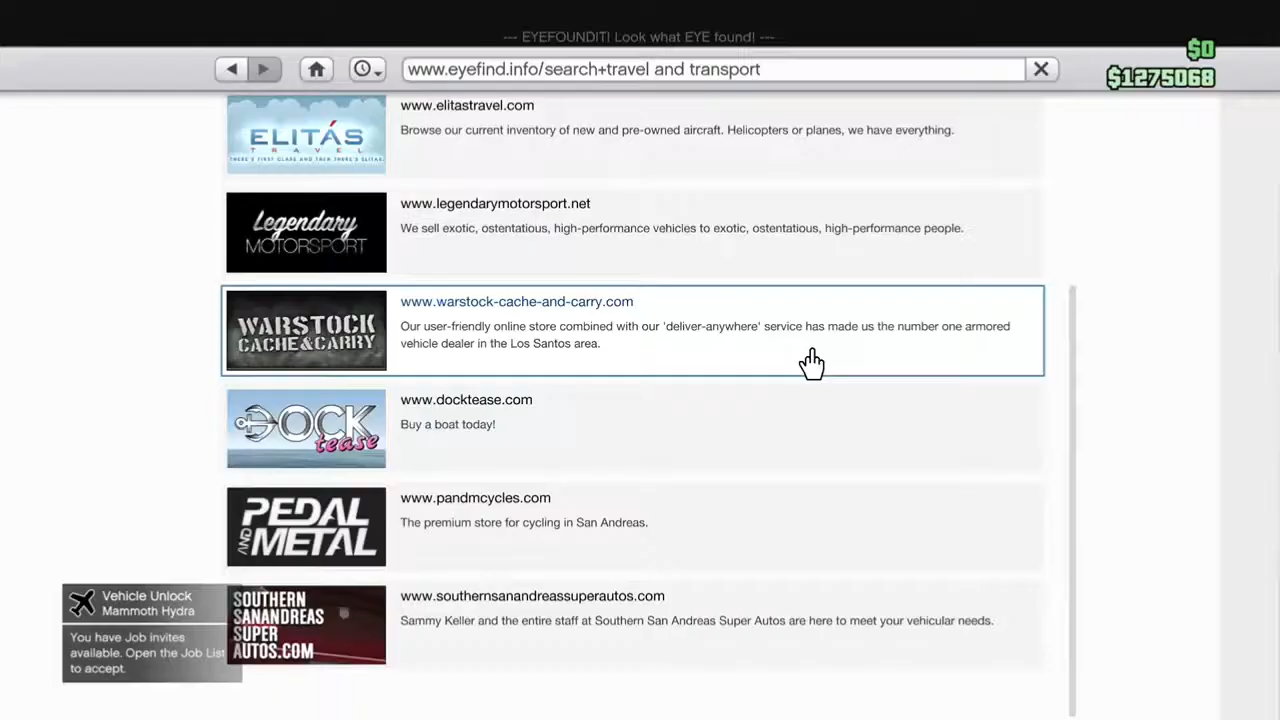 --- EYEFOUNDIT! Look what EYE found! ---
$0
www.eyefind.info/search+travel and transport
$1275068
www.elitastravel.com
ELITÁS
TRAVEL
THERE'S FIRST CLASS AND THEN THERE'S ELITAS
Browse our current inventory of new and pre-owned aircraft. Helicopters or planes, we have everything.
Legendary
MOTORSPORT
www.legendarymotorsport.net
We sell exotic, ostentatious, high-performance vehicles to exotic, ostentatious, high-performance people.
WARSTOCK
CACHE&CARRY
www.warstock-cache-and-carry.com
Our user-friendly online store combined with our 'deliver-anywhere' service has made us the number one armored
vehicle dealer in the Los Santos area.
DOCK
tease
www.docktease.com
Buy a boat today!
PEDAL
AND METAL
www.pandmcycles.com
The premium store for cycling in San Andreas.
SOUTHERN
SANANDREAS
SUPER
AUTOS.COM
www.southernsanandreassuperautos.com
Sammy Keller and the entire staff at Southern San Andreas Super Autos are here to meet your vehicular needs.
Vehicle Unlock
Mammoth Hydra
You have Job invites
available. Open the Job List
to accept.